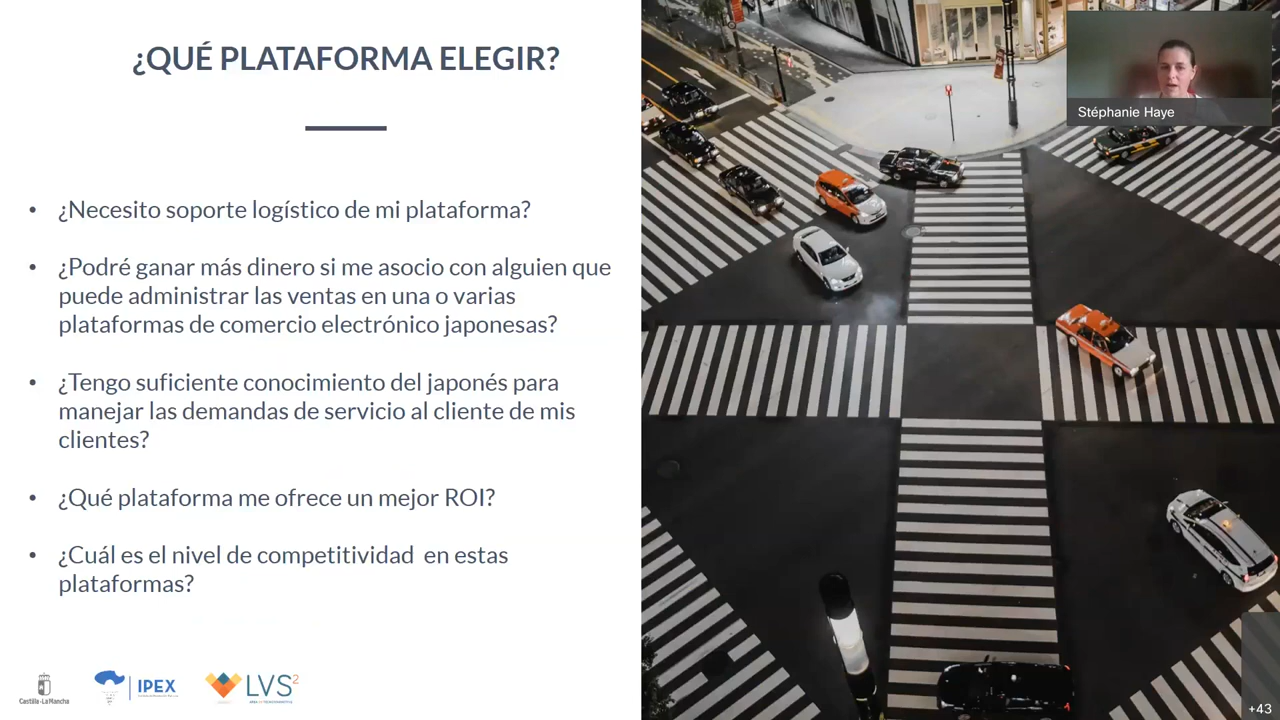 ¿QUÉ PLATAFORMA ELEGIR?
• ¿Necesito soporte logístico de mi plataforma?
• ¿Podré ganar más dinero si me asocio con alguien que
puede administrar las ventas en una o varias
plataformas de comercio electrónico japonesas?
• ¿Tengo suficiente conocimiento del japonés para
manejar las demandas de servicio al cliente de mis
clientes?
• ¿Qué plataforma me ofrece un mejor ROI?
• ¿Cuál es el nivel de competitividad  en estas
plataformas?
Stéphanie Haye
Castilla-La Mancha
IPEX
LVS2
+43